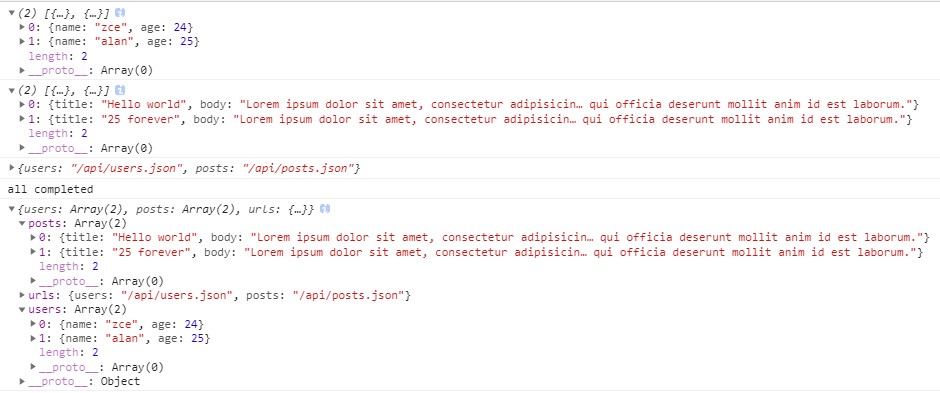 ▼(2) [{…}, {…}] i
▶0: {name: "zce", age: 24}
▶1: {name: "alan", age: 25}
length: 2
▶__proto__: Array(0)
▼(2) [{…}, {…}] i
▶0: {title: "Hello world", body: "Lorem ipsum dolor sit amet, consectetur adipisicin… qui officia deserunt mollit anim id est laborum."}
▶1: {title: "25 forever", body: "Lorem ipsum dolor sit amet, consectetur adipisicin… qui officia deserunt mollit anim id est laborum."}
length: 2
▶__proto__: Array(0)
▶{users: "/api/users.json", posts: "/api/posts.json"}
all completed
▼{users: Array(2), posts: Array(2), urls: {…}} i
▼posts: Array(2)
▶0: {title: "Hello world", body: "Lorem ipsum dolor sit amet, consectetur adipisicin… qui officia deserunt mollit anim id est laborum."}
▶1: {title: "25 forever", body: "Lorem ipsum dolor sit amet, consectetur adipisicin… qui officia deserunt mollit anim id est laborum."}
length: 2
▶__proto__: Array(0)
▶urls: {users: "/api/users.json", posts: "/api/posts.json"}
▼users: Array(2)
▶0: {name: "zce", age: 24}
▶1: {name: "alan", age: 25}
length: 2
▶__proto__: Array(0)
▶__proto__: Object